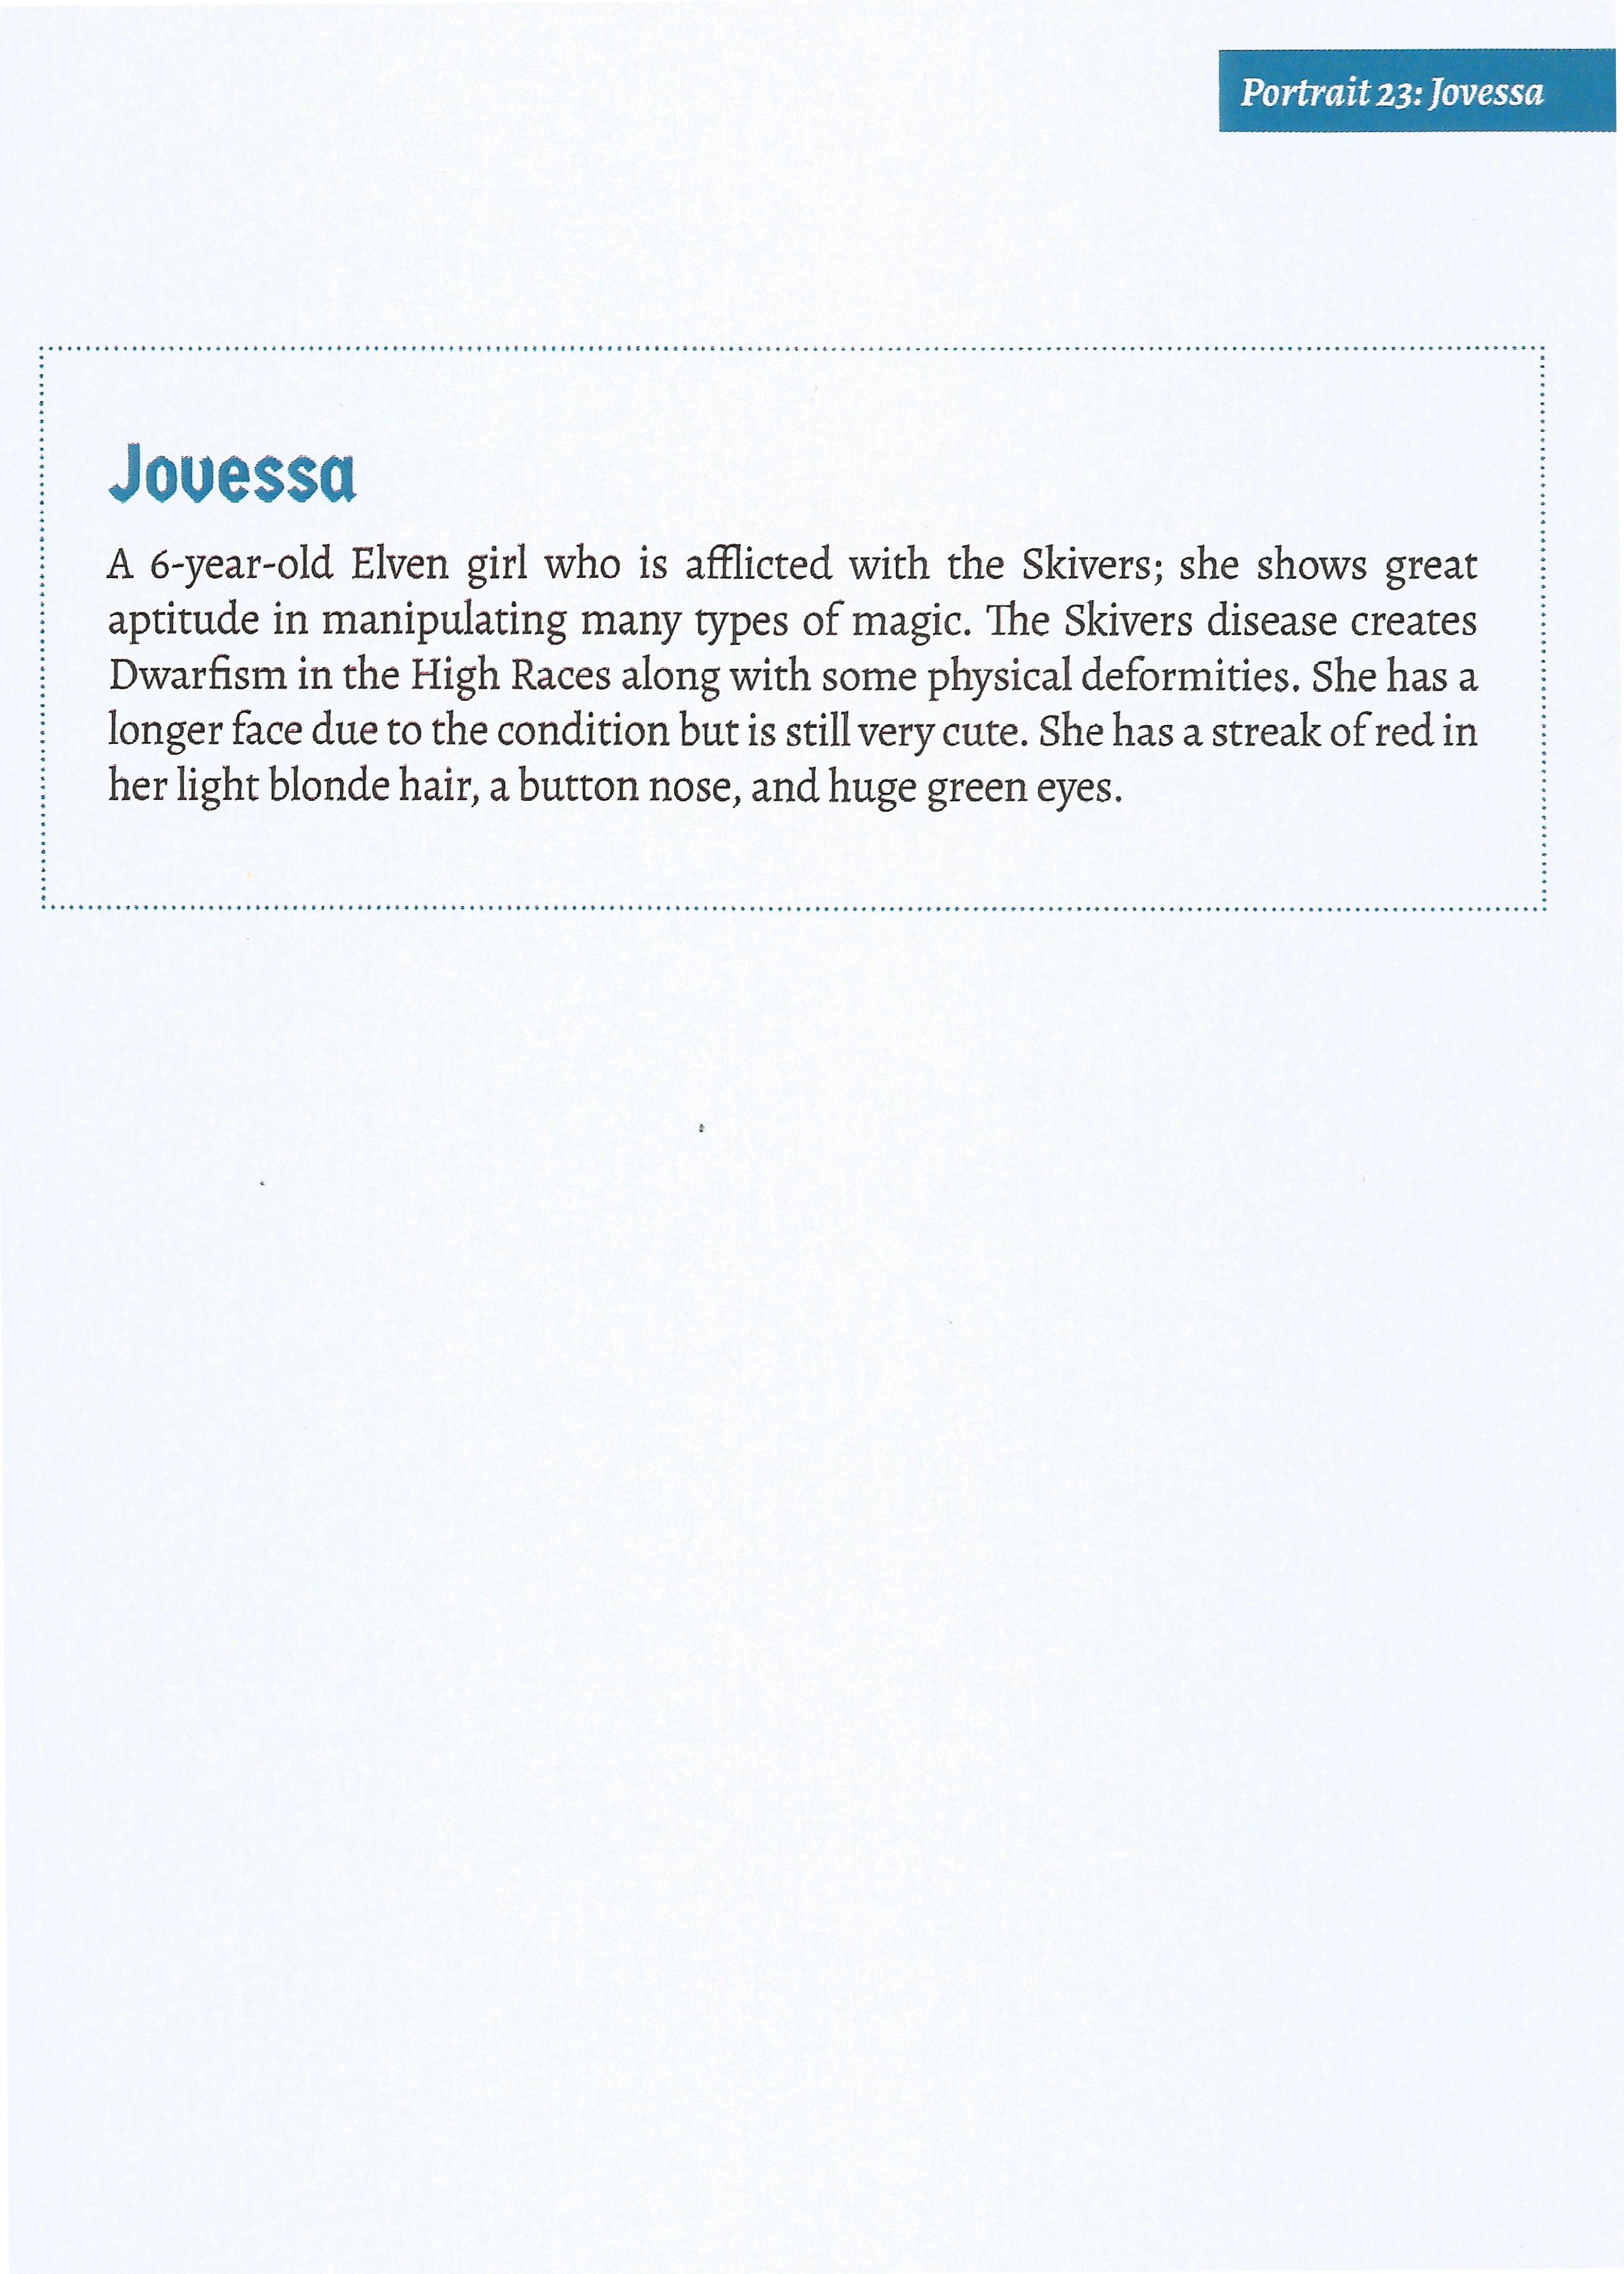 Portrait 23: Jovessa
Jovessa
A 6-year-old Elven girl who is afflicted with the Skivers; she shows great
aptitude in manipulating many types of magic. The Skivers disease creates
Dwarfism in the High Races along with some physical deformities. She has a
longer face due to the condition but is still very cute. She has a streak of red in
her light blonde hair, a button nose, and huge green eyes.